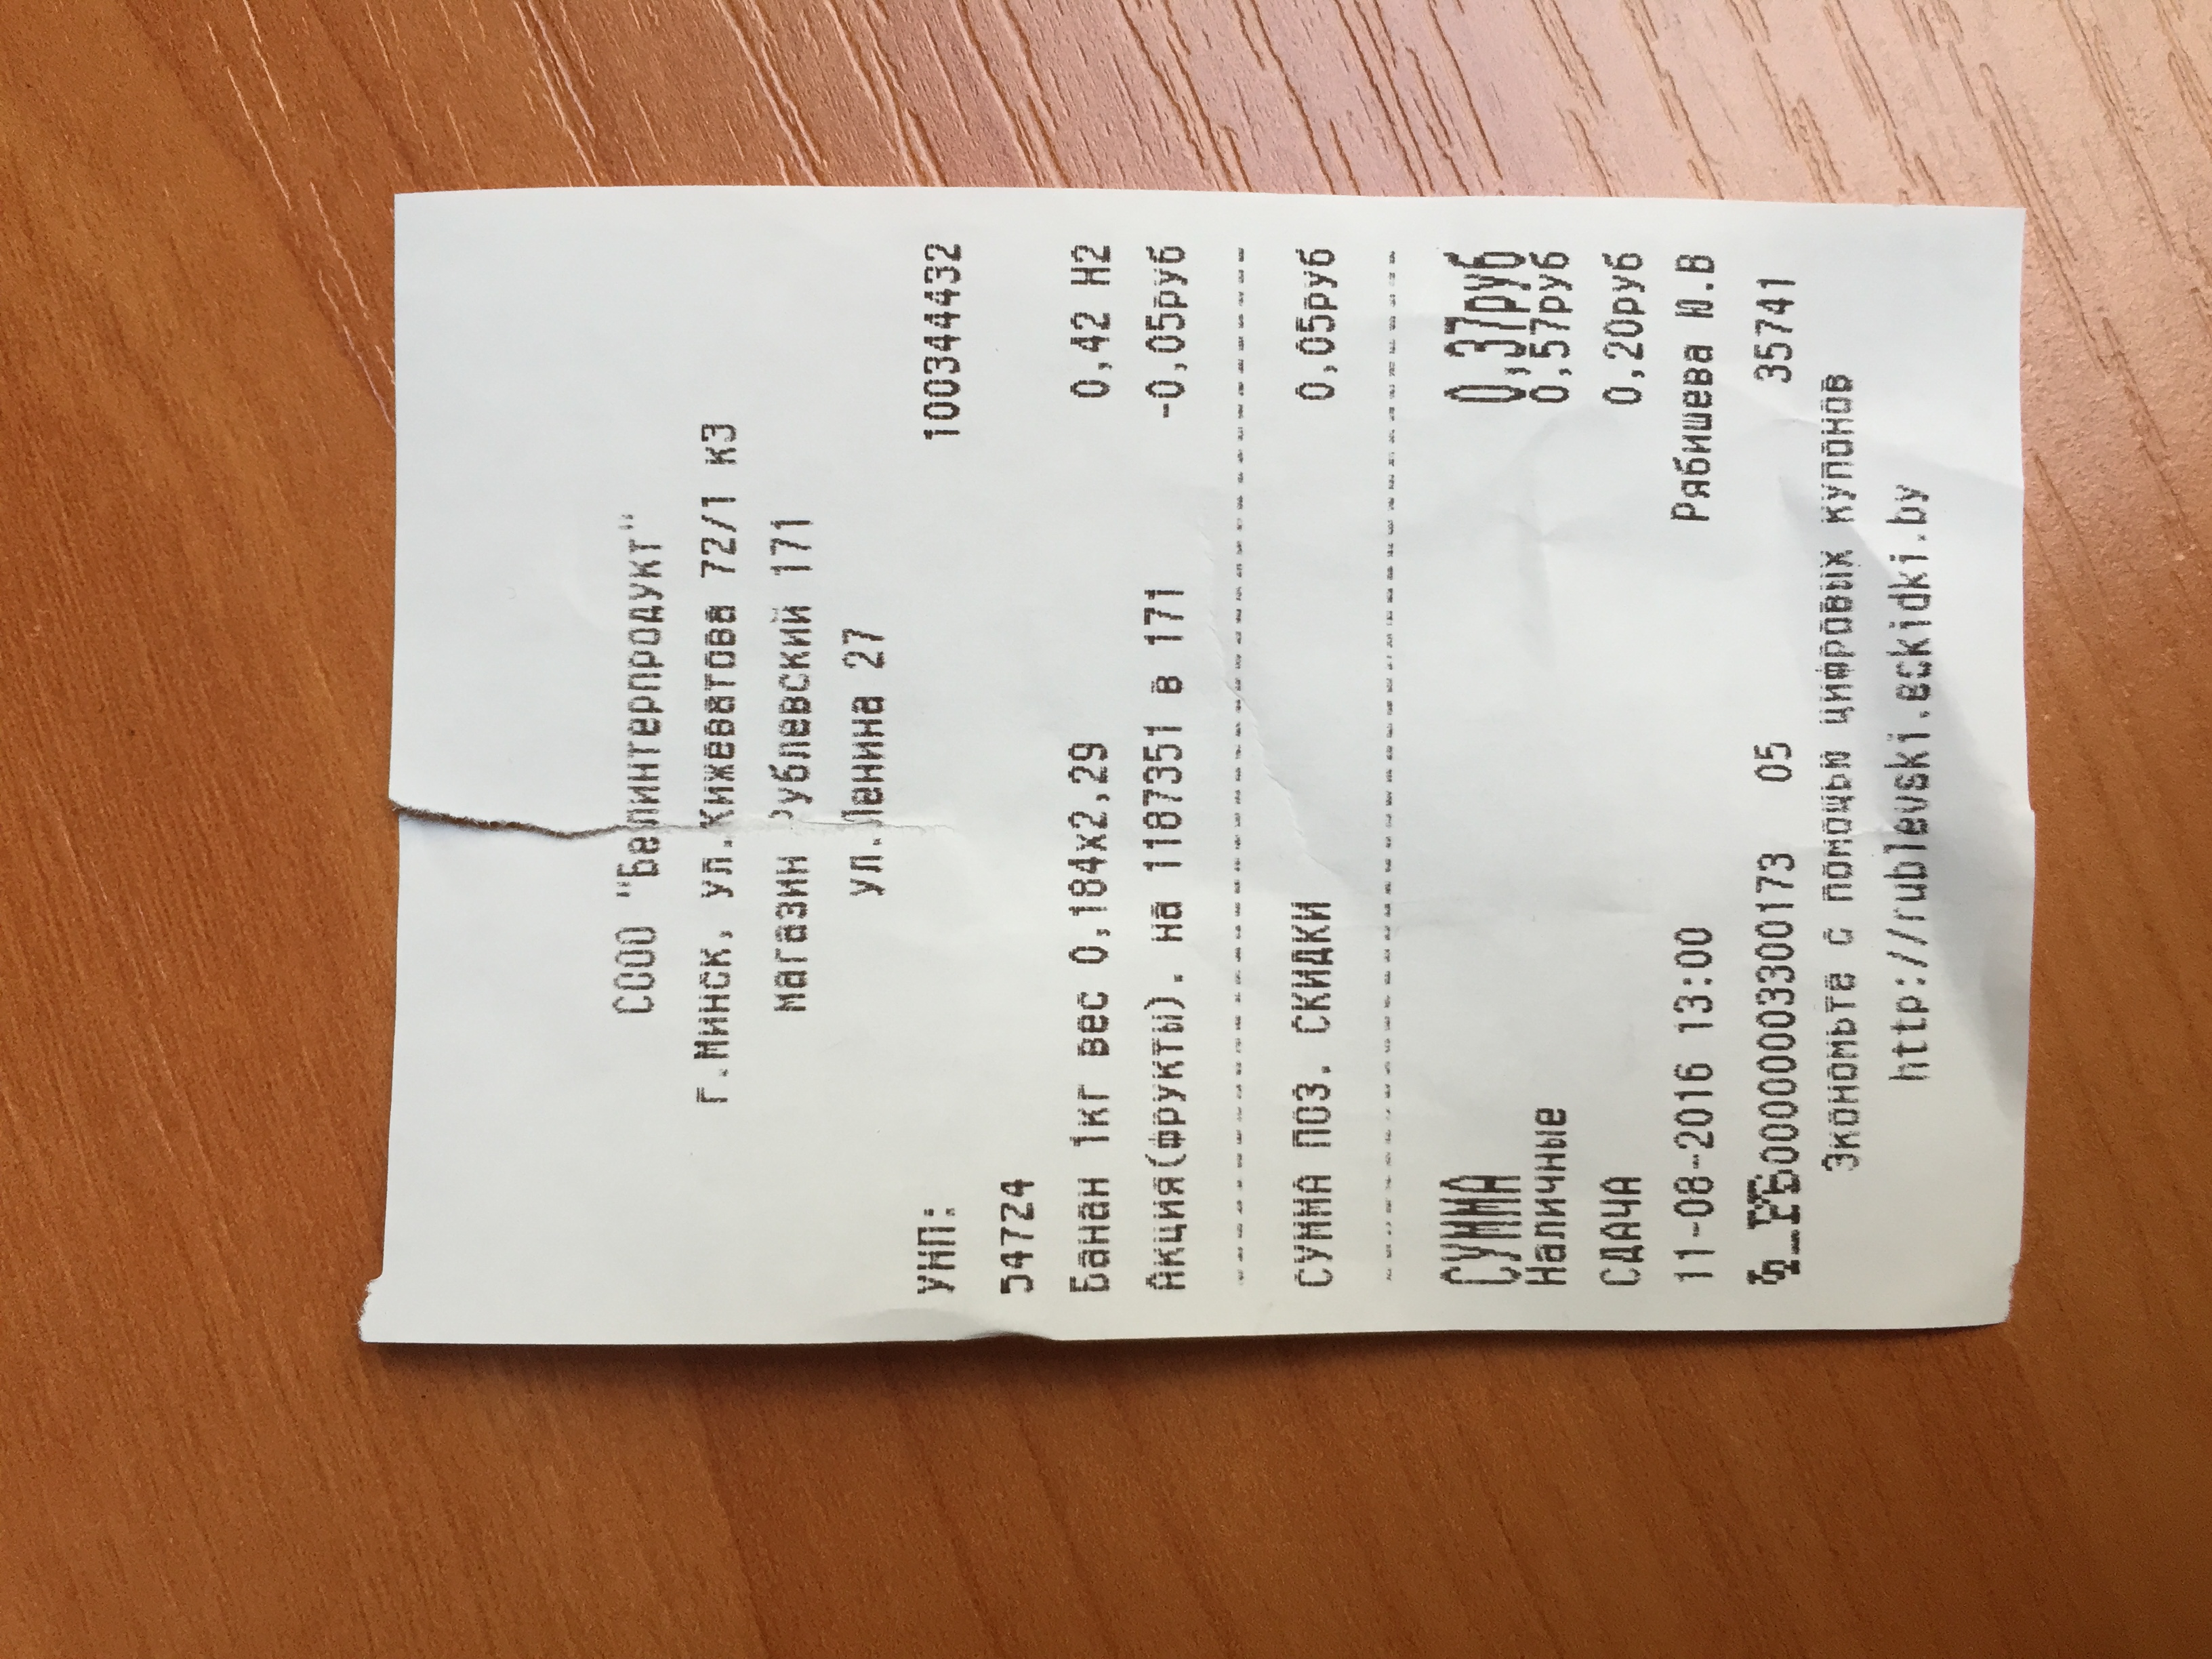 СООО "Белинтерпродукт"
г.Минск, ул.Кижеватова 72/1 к3
магазин Рублевский 171
ул.Ленина 27
УНП: 100344432
54724
Банан 1кг вес 0,184x2,29 0,42 Н2
Акция(фрукты). на 1187351 в 171 -0,05руб
СУММА ПОЗ. СКИДКИ 0,05руб
СУММА 0,37руб
Наличные 0,57руб
СДАЧА 0,20руб
11-08-2016 13:00 Рябишева Ю.В
00000003300173 05 35741
Экономьте с помощью цифровых купонов
http://rublevski.eckidki.by